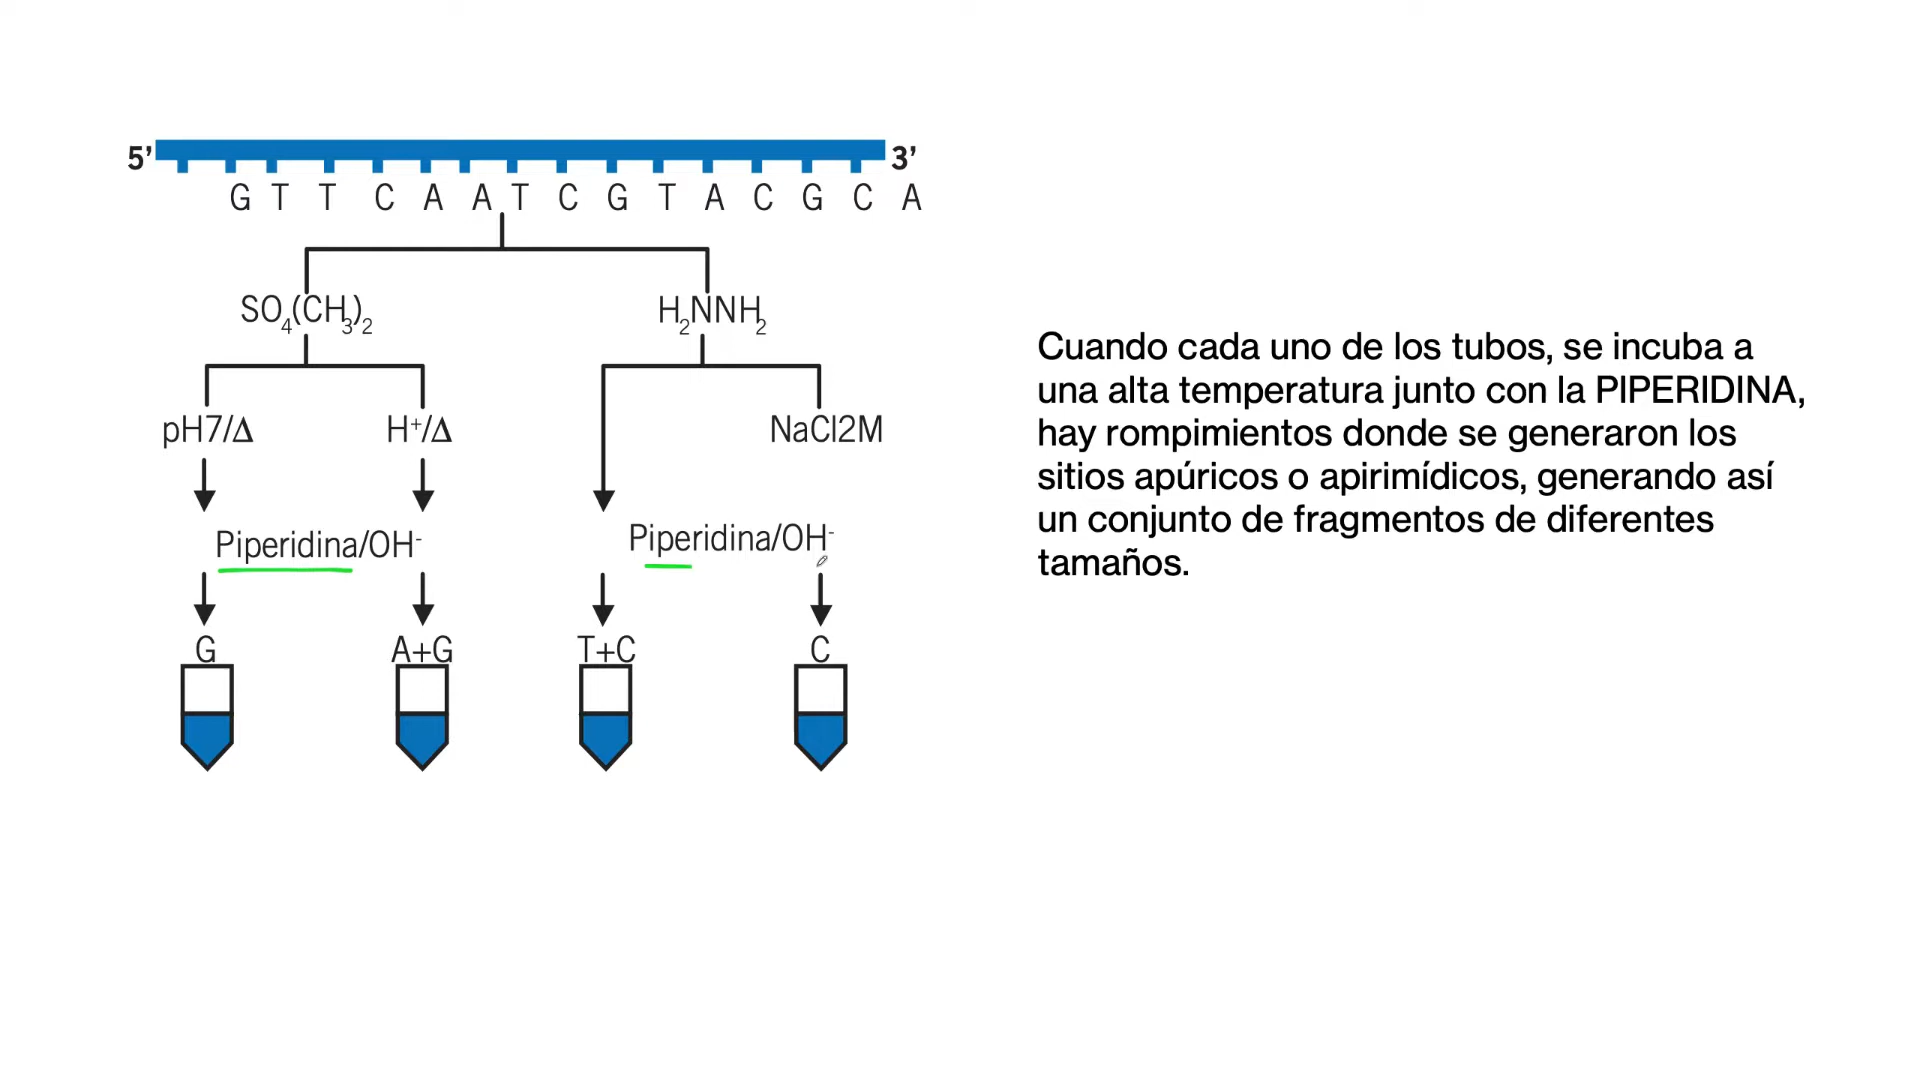 5’ 3’
G T T C A A T C G T A C G C A
SO₄(CH₃)₂ H₂NNH₂
pH7/Δ H⁺/Δ NaCl2M
Piperidina/OH⁻ Piperidina/OH⁻
G A+G T+C C
Cuando cada uno de los tubos, se incuba a
una alta temperatura junto con la PIPERIDINA,
hay rompimientos donde se generaron los
sitios apúricos o apirimídicos, generando así
un conjunto de fragmentos de diferentes
tamaños.